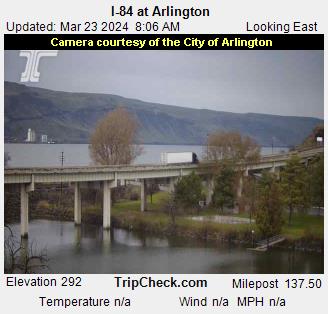 I-84 at Arlington
Updated: Mar 23 2024 8:06 AM Looking East
Camera courtesy of the City of Arlington
Elevation 292 TripCheck.com Milepost 137.50
Temperature n/a Wind n/a MPH n/a